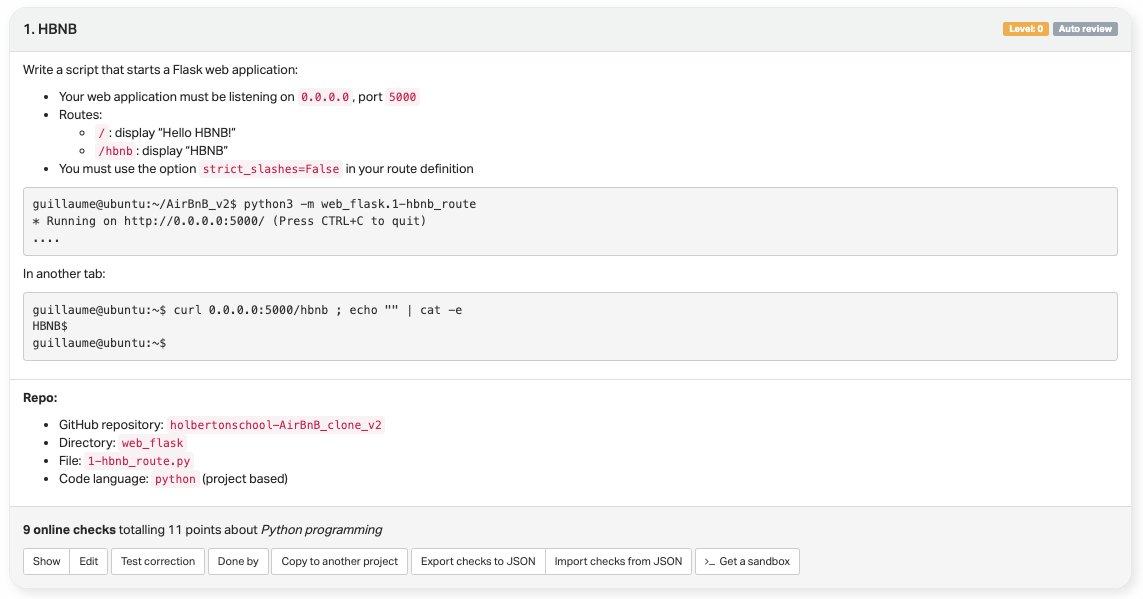 1. HBNB
Level: 0 Auto review
Write a script that starts a Flask web application:
Your web application must be listening on 0.0.0.0, port 5000
Routes:
/ : display “Hello HBNB!”
/hbnb : display “HBNB”
You must use the option strict_slashes=False in your route definition
guillaume@ubuntu:~/AirBnB_v2$ python3 -m web_flask.1-hbnb_route
* Running on http://0.0.0.0:5000/ (Press CTRL+C to quit)
....
In another tab:
guillaume@ubuntu:~$ curl 0.0.0.0:5000/hbnb ; echo "" | cat -e
HBNB$
guillaume@ubuntu:~$
Repo:
GitHub repository: holbertonschool-AirBnB_clone_v2
Directory: web_flask
File: 1-hbnb_route.py
Code language: python (project based)
9 online checks totalling 11 points about Python programming
Show Edit Test correction Done by Copy to another project Export checks to JSON Import checks from JSON >_ Get a sandbox